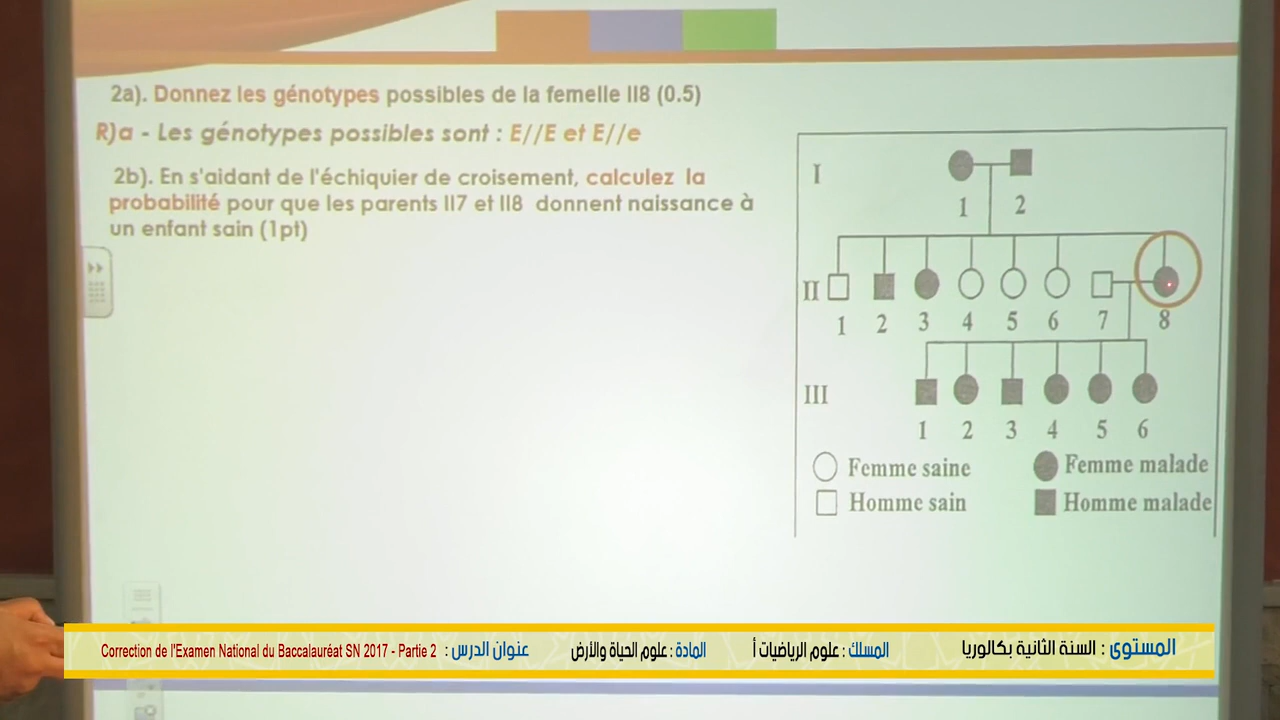 2a). Donnez les génotypes possibles de la femelle II8 (0.5)
R)a - Les génotypes possibles sont : E//E et E//e
2b). En s'aidant de l'échiquier de croisement, calculez la
probabilité pour que les parents II7 et II8 donnent naissance à
un enfant sain (1pt)
I
1 2
II
1 2 3 4 5 6 7 8
III
1 2 3 4 5 6
Femme saine Femme malade
Homme sain Homme malade
المستوى : السنة الثانية بكالوريا المسلك : علوم الرياضيات أ المادة : علوم الحياة والأرض عنوان الدرس : Correction de l'Examen National du Baccalauréat SN 2017 - Partie 2